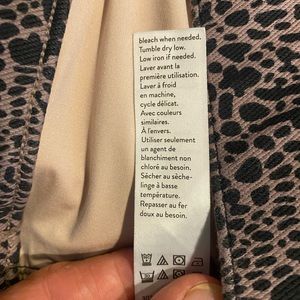 bleach when needed.
Tumble dry low.
Low iron if needed.
Laver avant la
première utilisation.
Laver à froid
en machine,
cycle délicat.
Avec couleurs
similaires.
À l'envers.
Utiliser seulement
un agent de
blanchiment non
chloré au besoin.
Sécher au sèche-
linge à basse
température.
Repasser au fer
doux au besoin.